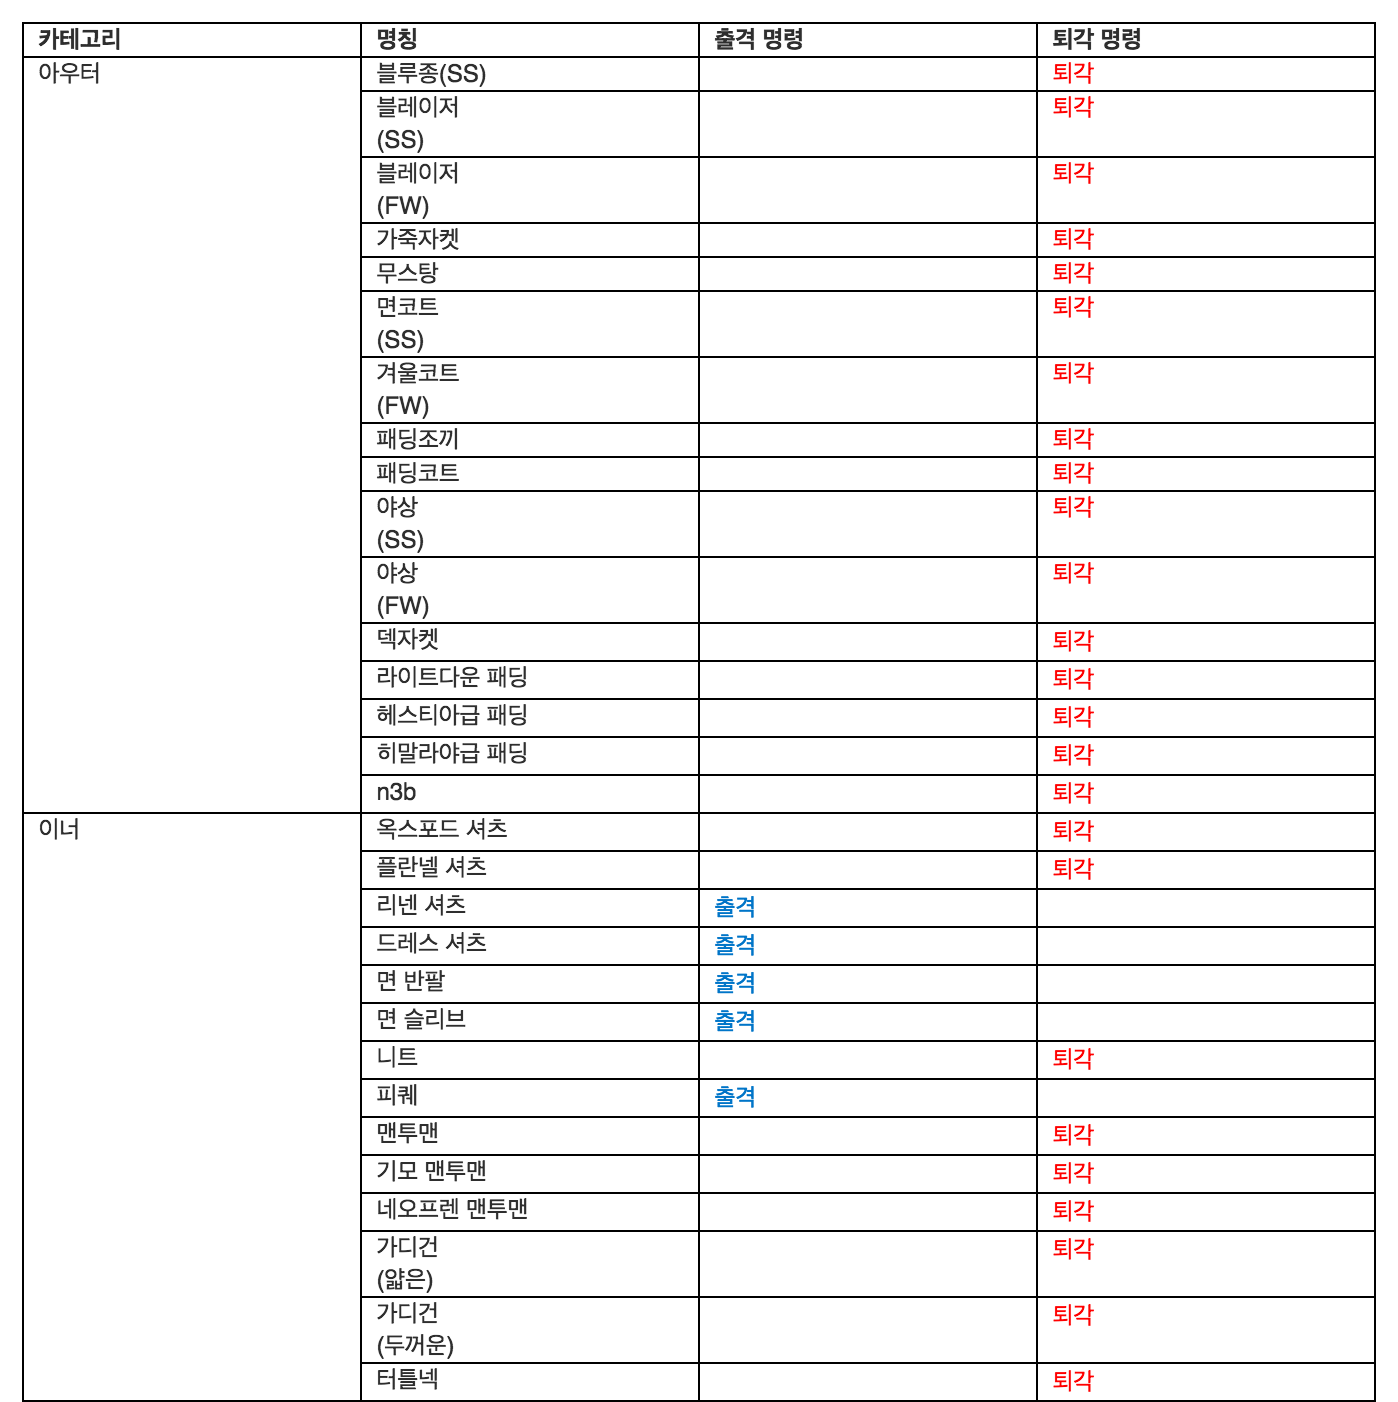 카테고리 명칭 출격 명령 퇴각 명령
아우터 블루종(SS) 퇴각
블레이저 퇴각
(SS)
블레이저 퇴각
(FW)
가죽자켓 퇴각
무스탕 퇴각
면코트 퇴각
(SS)
겨울코트 퇴각
(FW)
패딩조끼 퇴각
패딩코트 퇴각
야상 퇴각
(SS)
야상 퇴각
(FW)
덱자켓 퇴각
라이트다운 패딩 퇴각
헤스티아급 패딩 퇴각
히말라야급 패딩 퇴각
n3b 퇴각
이너 옥스포드 셔츠 퇴각
플란넬 셔츠 퇴각
리넨 셔츠 출격
드레스 셔츠 출격
면 반팔 출격
면 슬리브 출격
니트 퇴각
피퀘 출격
맨투맨 퇴각
기모 맨투맨 퇴각
네오프렌 맨투맨 퇴각
가디건 퇴각
(얇은)
가디건 퇴각
(두꺼운)
터틀넥 퇴각